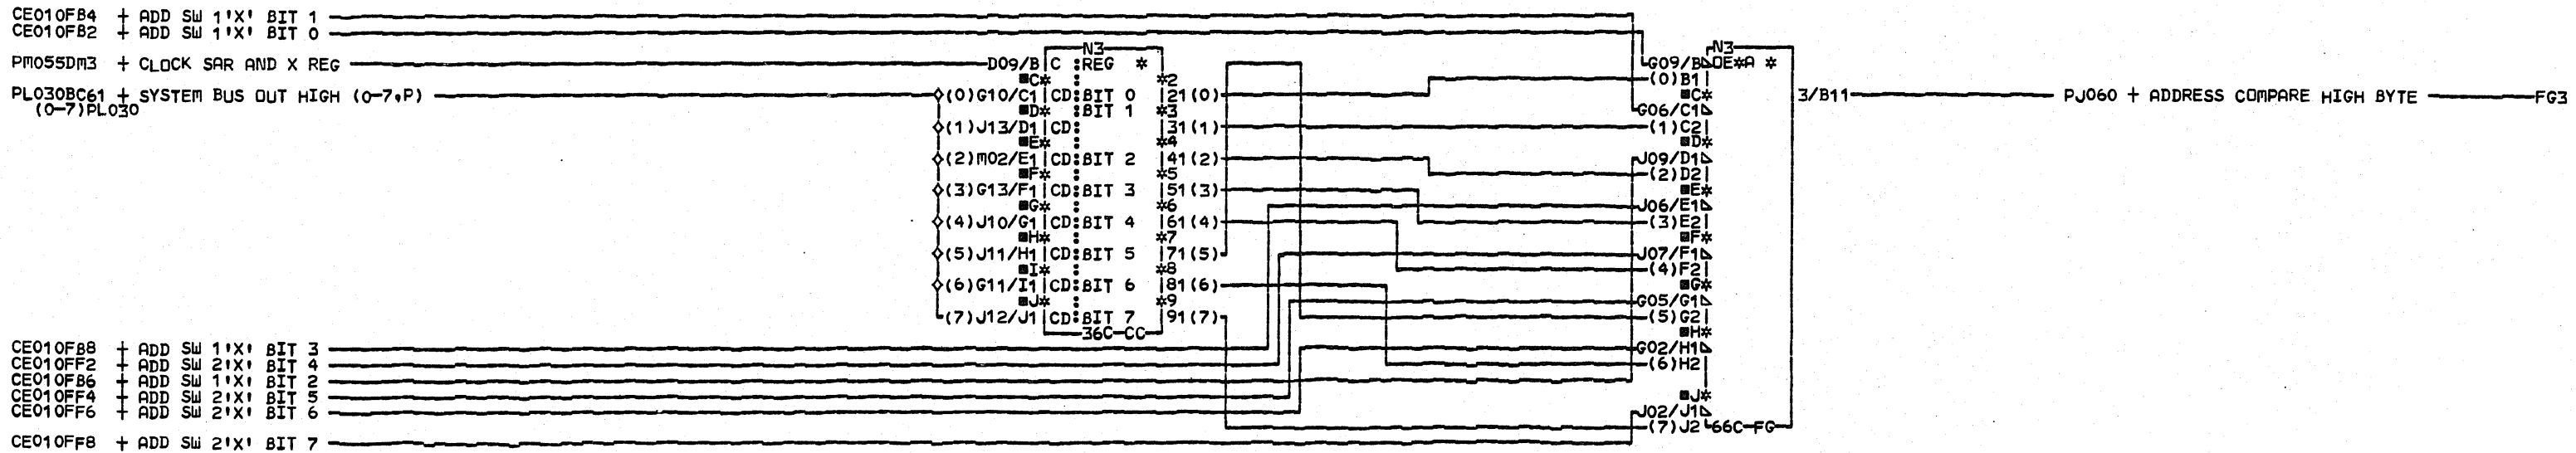 CE010FB4 + ADD SW 1'X' BIT 1
CE010FB2 + ADD SW 1'X' BIT 0
PM055DM3 + CLOCK SAR AND X REG
PL030BC61 + SYSTEM BUS OUT HIGH (0-7,P)
(0-7)PL030
N3
D09/B C :REG *
■C* *2
(0)G10/C1 CD:BIT 0 21(0)
■D* :BIT 1 *3
(1)J13/D1 CD: 31(1)
■E* *4
(2)M02/E1 CD:BIT 2 41(2)
■F* *5
(3)G13/F1 CD:BIT 3 51(3)
■G* *6
(4)J10/G1 CD:BIT 4 61(4)
■H* *7
(5)J11/H1 CD:BIT 5 71(5)
■I* *8
(6)G11/I1 CD:BIT 6 81(6)
■J* *9
(7)J12/J1 CD:BIT 7 91(7)
36C-CC
N3
G09/B OE*A *
(0)B1
■C*
G06/C1
(1)C2
■D*
J09/D1
(2)D2
■E*
J06/E1
(3)E2
■F*
J07/F1
(4)F2
■G*
G05/G1
(5)G2
■H*
G02/H1
(6)H2
■J*
J02/J1
(7)J2 66C-FG
3/B11 PJ060 + ADDRESS COMPARE HIGH BYTE FG3
CE010FB8 + ADD SW 1'X' BIT 3
CE010FF2 + ADD SW 2'X' BIT 4
CE010FB6 + ADD SW 1'X' BIT 2
CE010FF4 + ADD SW 2'X' BIT 5
CE010FF6 + ADD SW 2'X' BIT 6
CE010FF8 + ADD SW 2'X' BIT 7